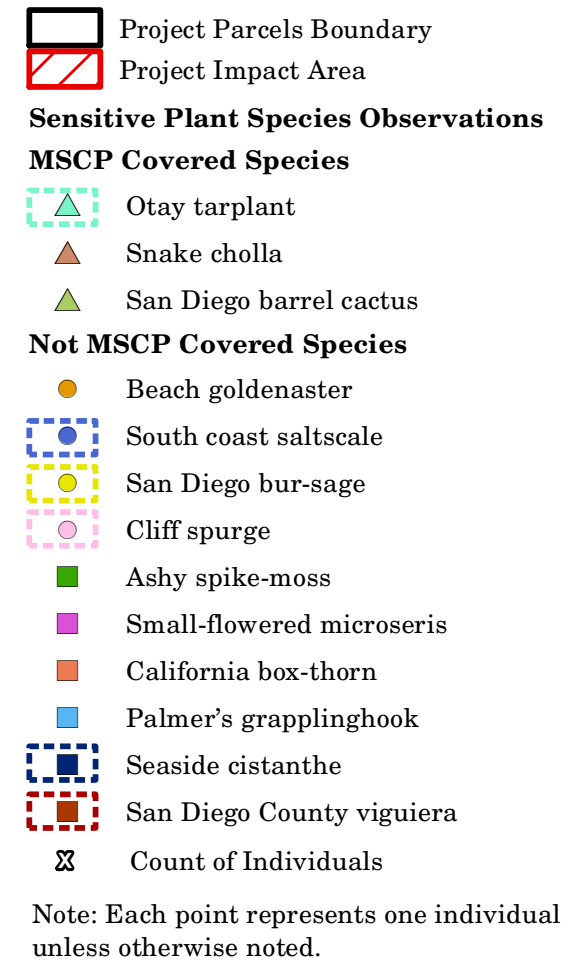 Project Parcels Boundary
Project Impact Area
Sensitive Plant Species Observations
MSCP Covered Species
Otay tarplant
Snake cholla
San Diego barrel cactus
Not MSCP Covered Species
Beach goldenaster
South coast saltscale
San Diego bur-sage
Cliff spurge
Ashy spike-moss
Small-flowered microseris
California box-thorn
Palmer's grapplinghook
Seaside cistanthe
San Diego County viguiera
X Count of Individuals
Note: Each point represents one individual
unless otherwise noted.